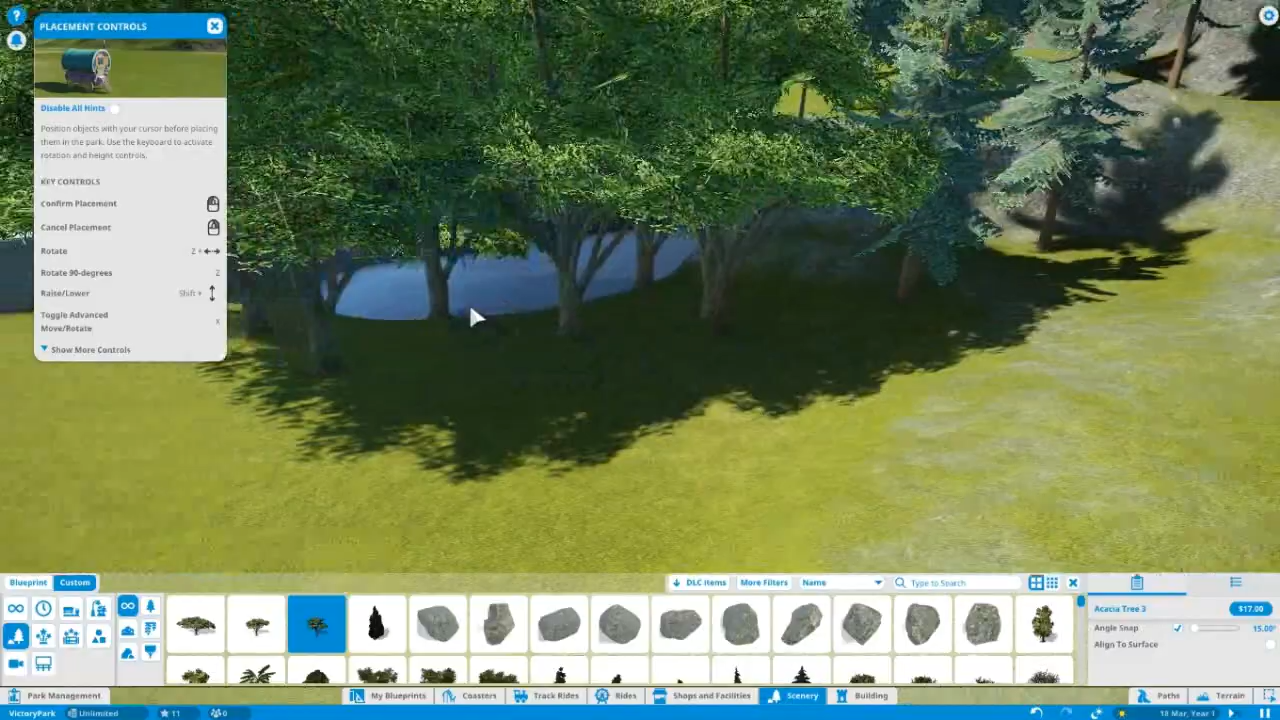 ?
PLACEMENT CONTROLS
Disable All Hints
Position objects with your cursor before placing
them in the park. Use the keyboard to activate
rotation and height controls.
KEY CONTROLS
Confirm Placement
Cancel Placement
Rotate Z +
Rotate 90-degrees Z
Raise/Lower Shift +
Toggle Advanced
Move/Rotate X
Show More Controls
Blueprint Custom DLC Items More Filters Name Type to Search
Acacia Tree 3 $17.00
Angle Snap 15.00°
Align To Surface
Park Management My Blueprints Coasters Track Rides Rides Shops and Facilities Scenery Building Paths Terrain
VictoryPark Unlimited 11 0 18 Mar, Year 1